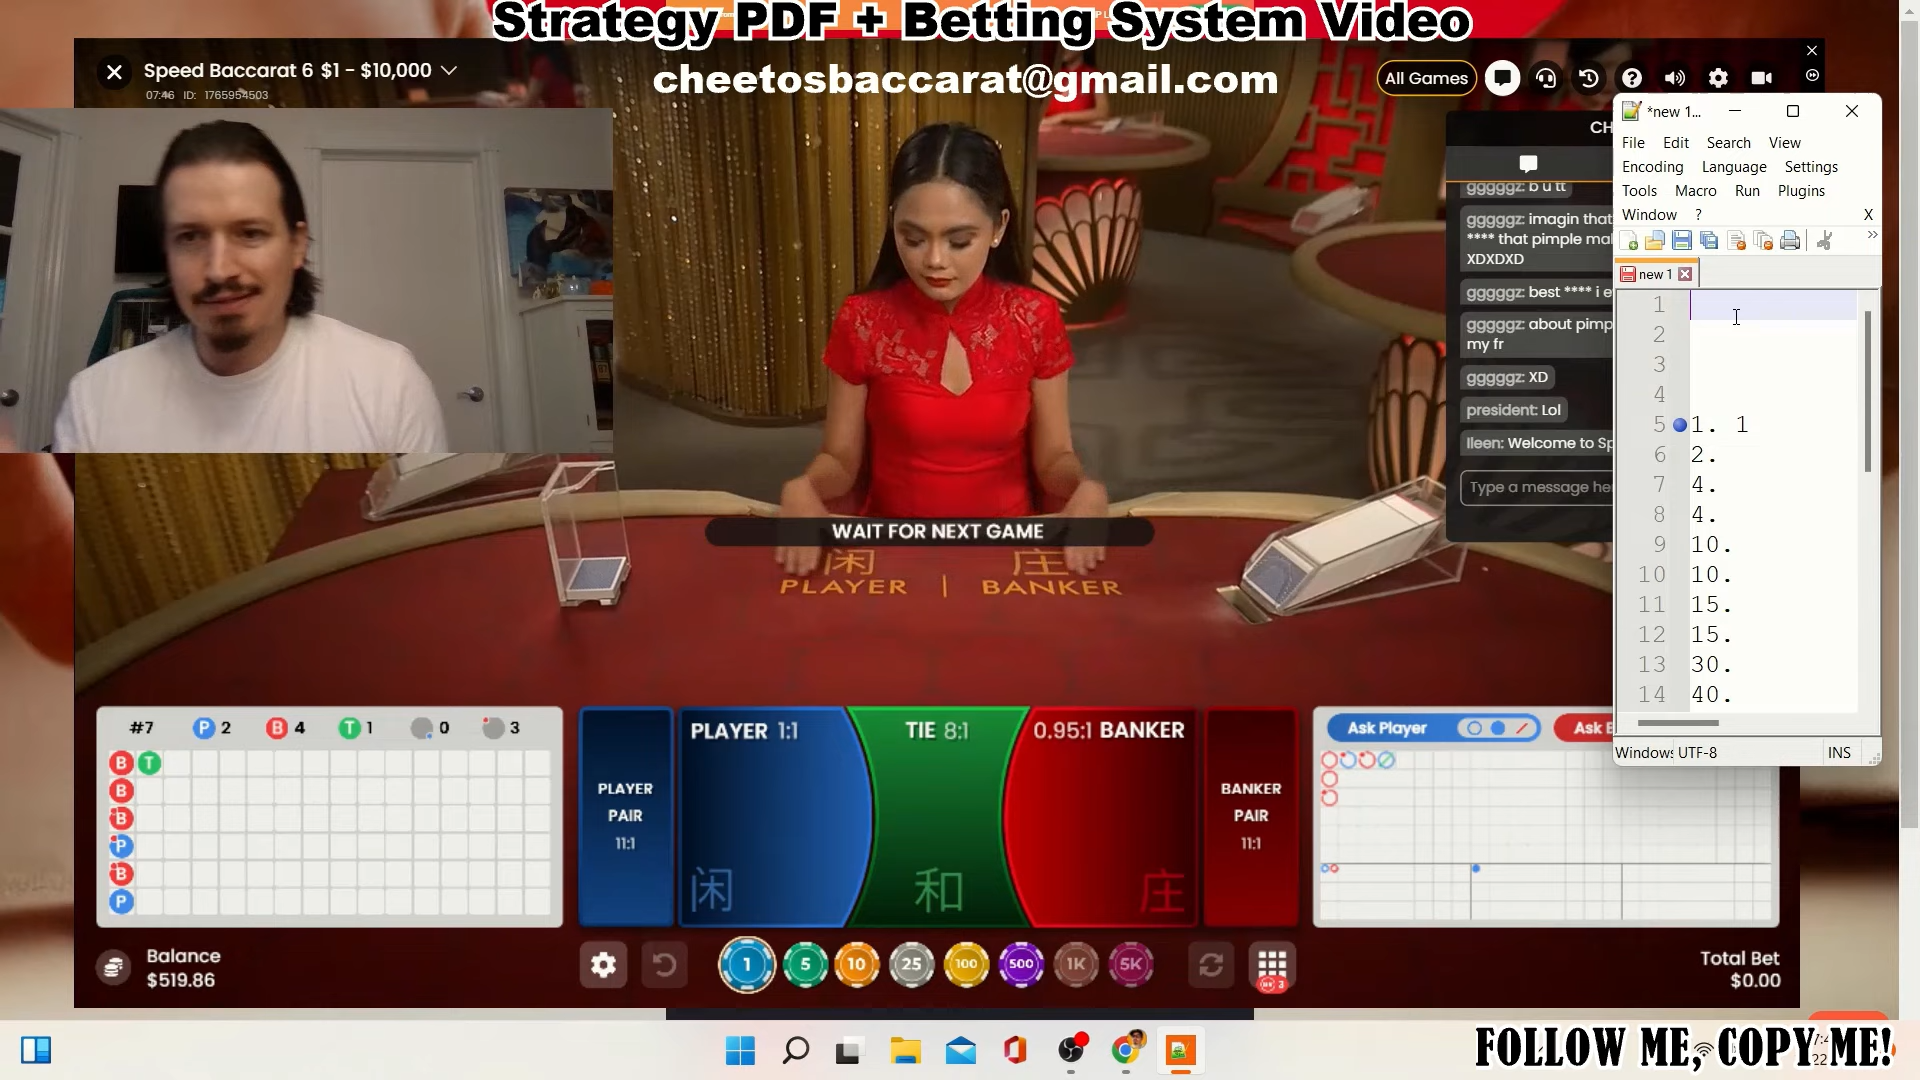 Strategy PDF + Betting System Video
cheetosbaccarat@gmail.com
Speed Baccarat 6 $1 - $10,000
07:46 ID: 1765954503
All Games
CH
gggggz: b u tt
gggggz: imagin that
**** that pimple mal
XDXDXD
gggggz: best **** i e
gggggz: about pimp
my fr
gggggz: XD
president: Lol
Ileen: Welcome to Sp
Type a message he
*new 1...
File Edit Search View
Encoding Language Settings
Tools Macro Run Plugins
Window ? X
new 1
1
2
3
4
5 1. 1
6 2.
7 4.
8 4.
9 10.
10 10.
11 15.
12 15.
13 30.
14 40.
Windows UTF-8 INS
WAIT FOR NEXT GAME
闲 庄
PLAYER | BANKER
#7 P 2 B 4 T 1 0 3
B T
B
B
P
B
P
PLAYER
PAIR
11:1
PLAYER 1:1
闲
TIE 8:1
和
0.95:1 BANKER
庄
BANKER
PAIR
11:1
Ask Player
Ask B
Balance
$519.86
1 5 10 25 100 500 1K 5K
3
Total Bet
$0.00
FOLLOW ME, COPY ME!